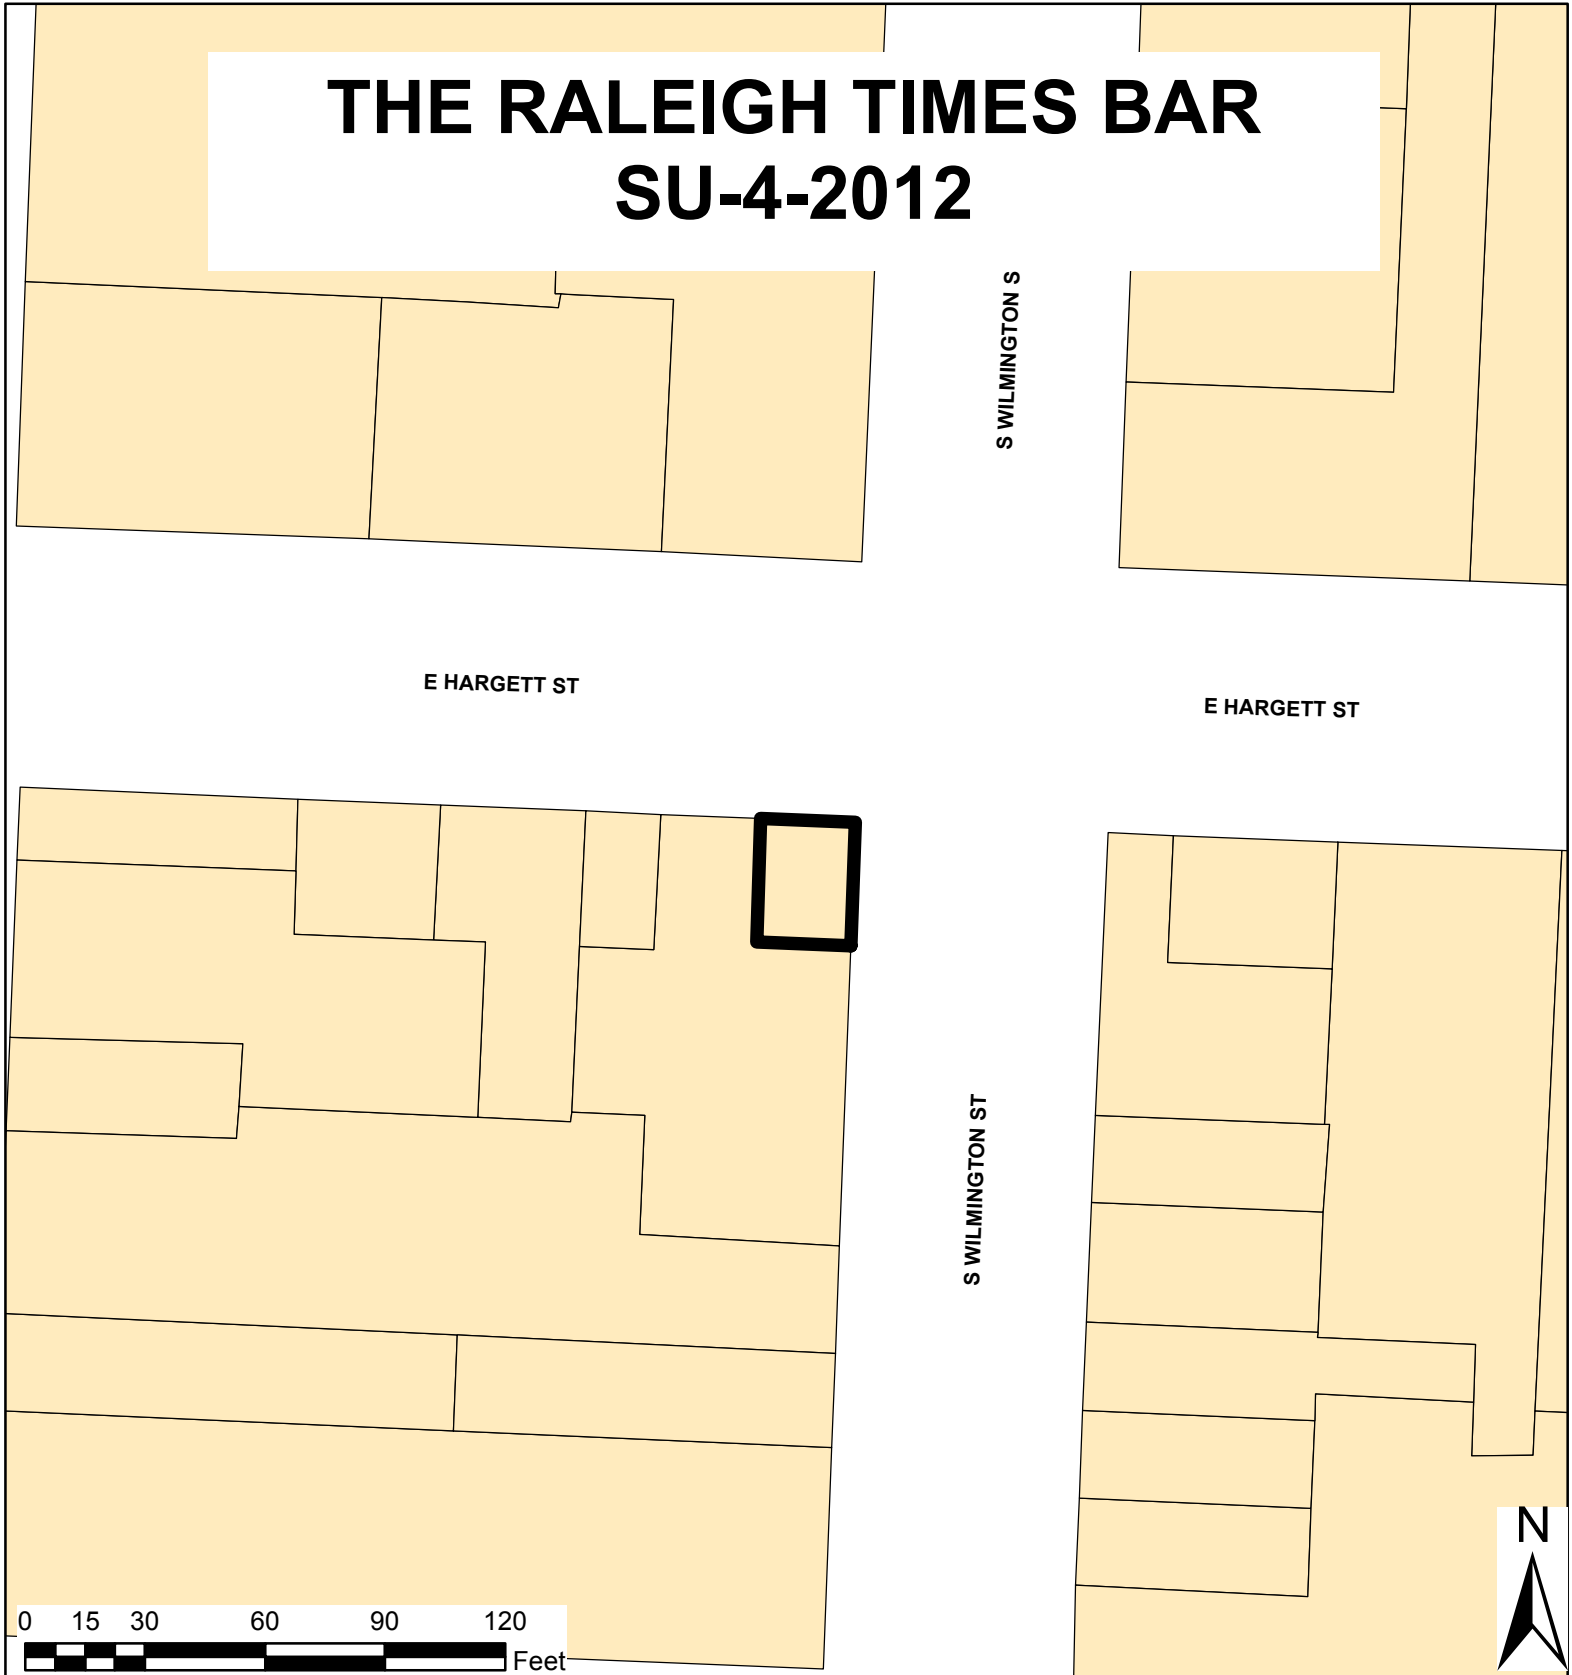 THE RALEIGH TIMES BAR
SU-4-2012
S WILMINGTON S
E HARGETT ST
E HARGETT ST
S WILMINGTON ST
N
0 15 30 60 90 120
Feet